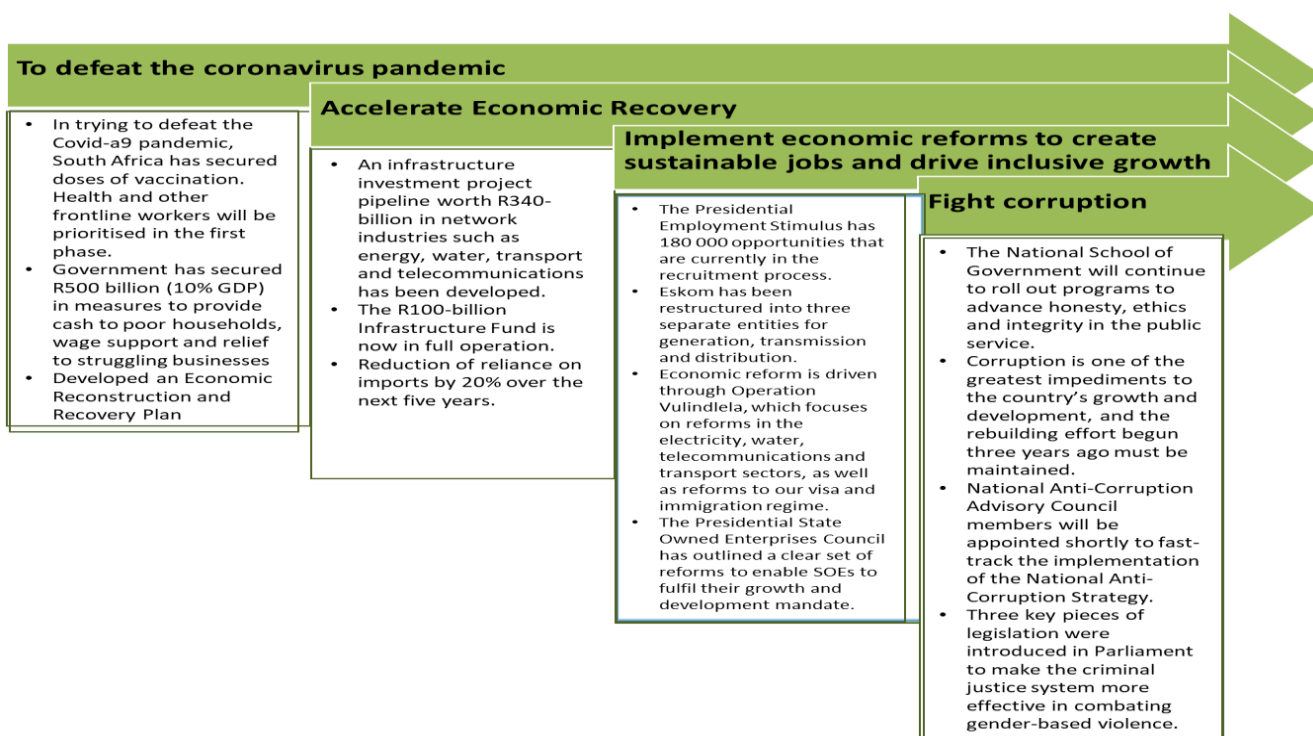 To defeat the coronavirus pandemic
• In trying to defeat the
Covid-a9 pandemic,
South Africa has secured
doses of vaccination.
Health and other
frontline workers will be
prioritised in the first
phase.
• Government has secured
R500 billion (10% GDP)
in measures to provide
cash to poor households,
wage support and relief
to struggling businesses
• Developed an Economic
Reconstruction and
Recovery Plan
Accelerate Economic Recovery
• An infrastructure
investment project
pipeline worth R340-
billion in network
industries such as
energy, water, transport
and telecommunications
has been developed.
• The R100-billion
Infrastructure Fund is
now in full operation.
• Reduction of reliance on
imports by 20% over the
next five years.
Implement economic reforms to create
sustainable jobs and drive inclusive growth
• The Presidential
Employment Stimulus has
180 000 opportunities that
are currently in the
recruitment process.
• Eskom has been
restructured into three
separate entities for
generation, transmission
and distribution.
• Economic reform is driven
through Operation
Vulindlela, which focuses
on reforms in the
electricity, water,
telecommunications and
transport sectors, as well
as reforms to our visa and
immigration regime.
• The Presidential State
Owned Enterprises Council
has outlined a clear set of
reforms to enable SOEs to
fulfil their growth and
development mandate.
Fight corruption
• The National School of
Government will continue
to roll out programs to
advance honesty, ethics
and integrity in the public
service.
• Corruption is one of the
greatest impediments to
the country's growth and
development, and the
rebuilding effort begun
three years ago must be
maintained.
• National Anti-Corruption
Advisory Council
members will be
appointed shortly to fast-
track the implementation
of the National Anti-
Corruption Strategy.
• Three key pieces of
legislation were
introduced in Parliament
to make the criminal
justice system more
effective in combating
gender-based violence.